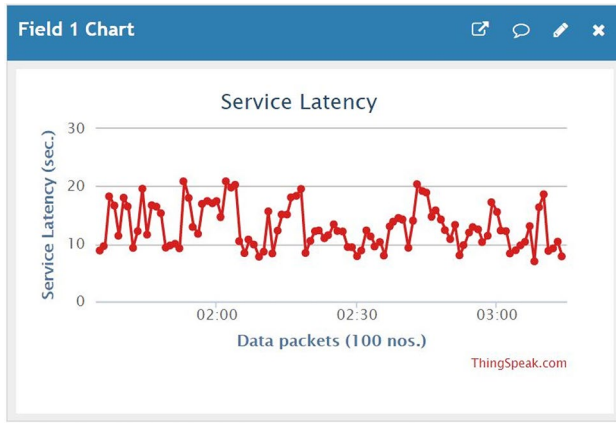 Field 1 Chart
Service Latency
Service Latency (sec.)
30
20
10
0
02:00 02:30 03:00
Data packets (100 nos.)
ThingSpeak.com